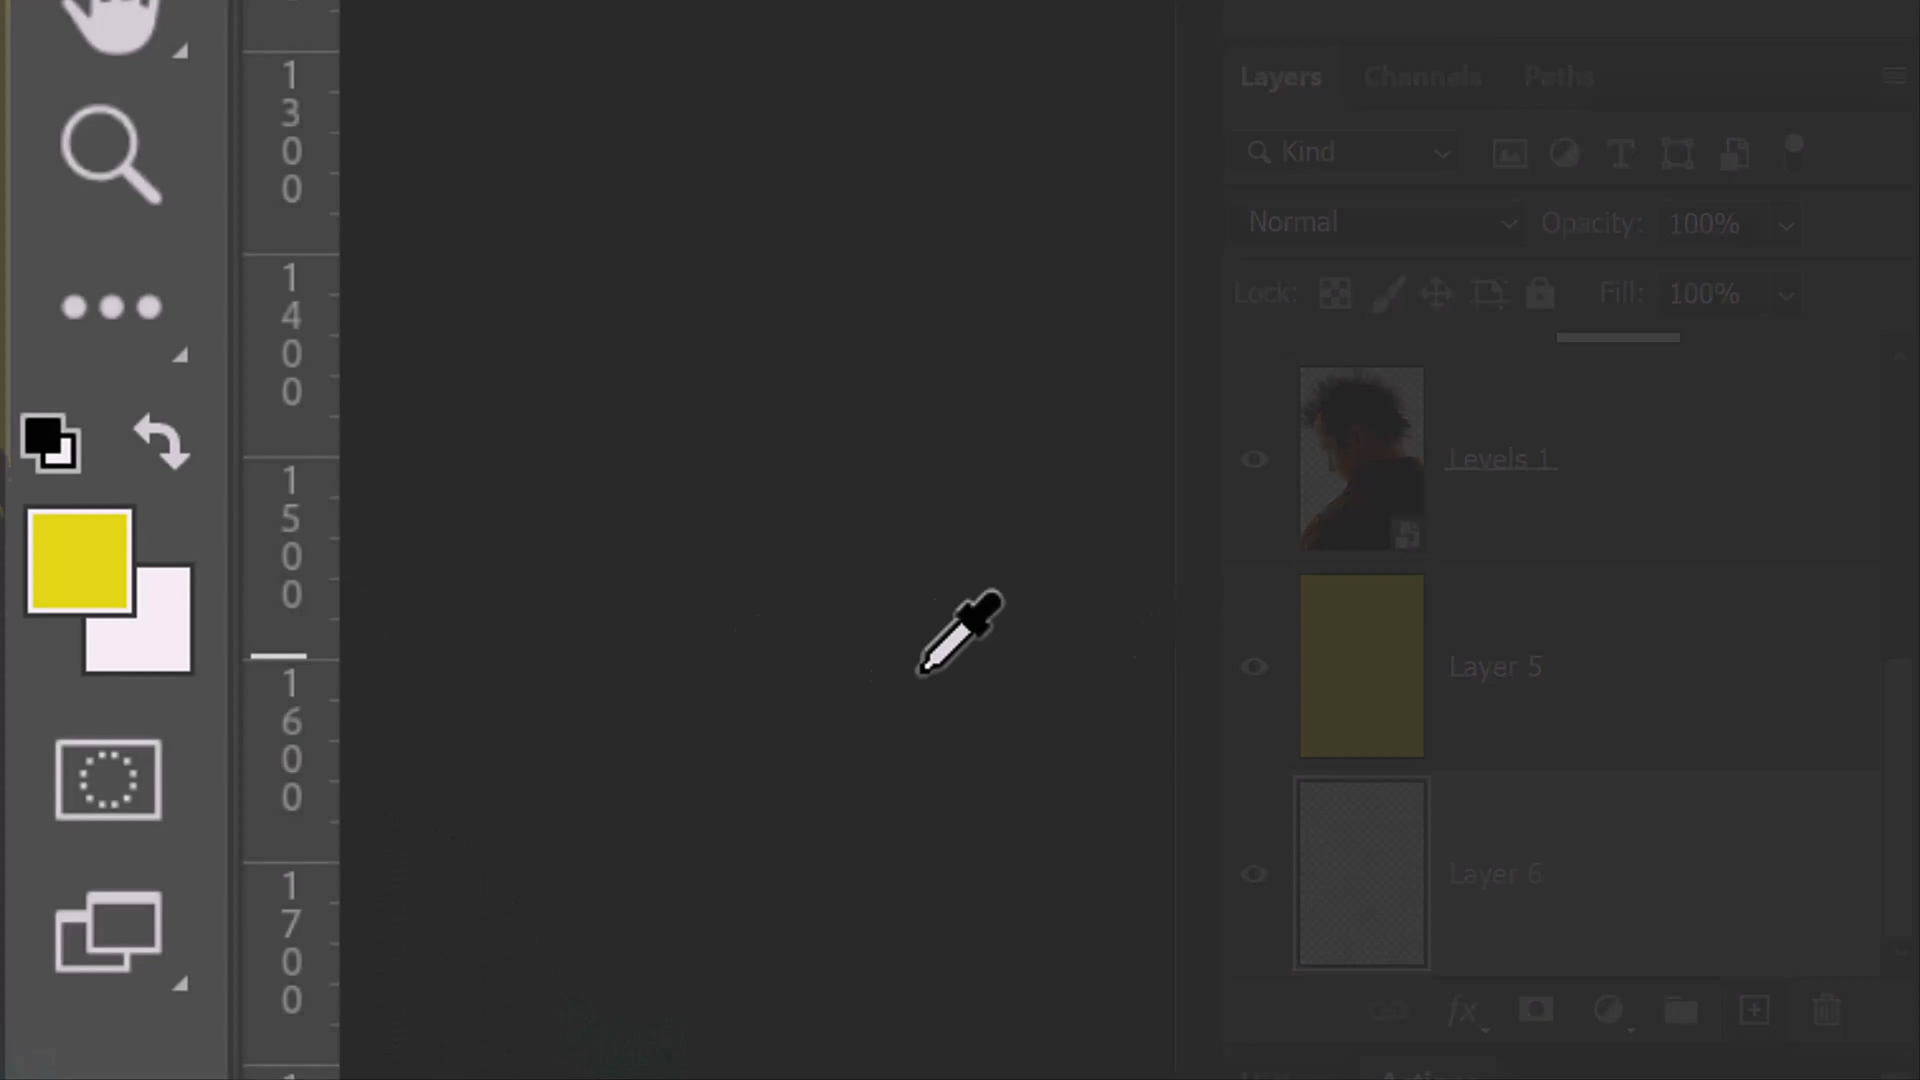 Layers Channels Paths
Kind
Normal Opacity: 100%
Lock: Fill: 100%
Levels 1
Layer 5
Layer 6
fx
1300
1400
1500
1600
1700